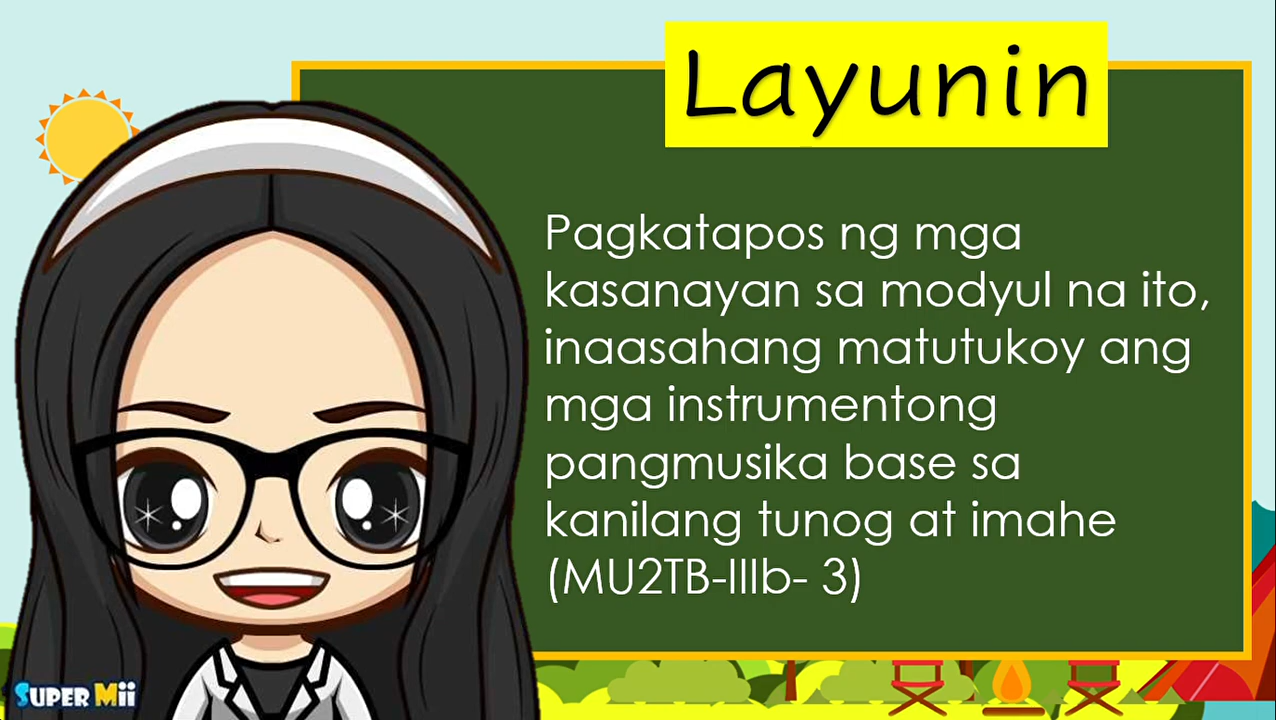 Layunin
Pagkatapos ng mga
kasanayan sa modyul na ito,
inaasahang matutukoy ang
mga instrumentong
pangmusika base sa
kanilang tunog at imahe
(MU2TB-IIIb- 3)
SUPER Mii